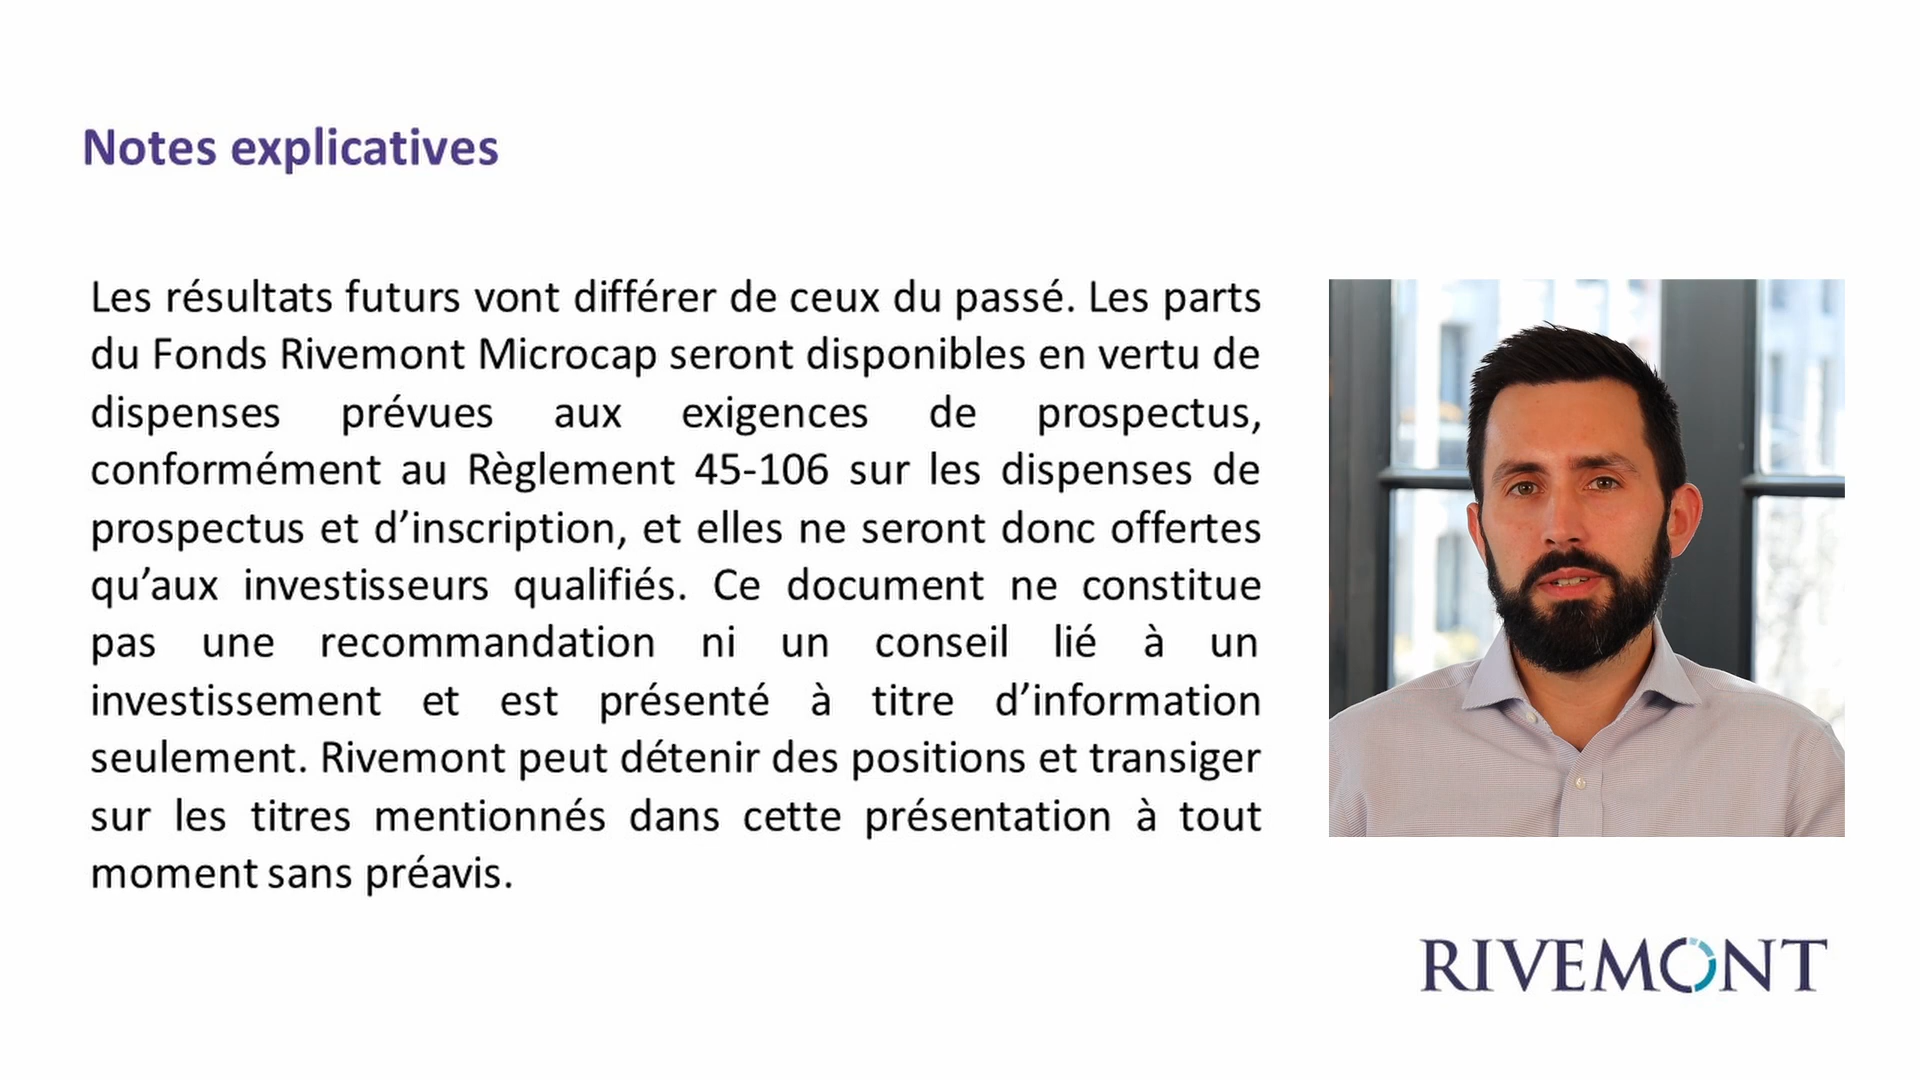 Notes explicatives
Les résultats futurs vont différer de ceux du passé. Les parts
du Fonds Rivemont Microcap seront disponibles en vertu de
dispenses prévues aux exigences de prospectus,
conformément au Règlement 45-106 sur les dispenses de
prospectus et d’inscription, et elles ne seront donc offertes
qu’aux investisseurs qualifiés. Ce document ne constitue
pas une recommandation ni un conseil lié à un
investissement et est présenté à titre d’information
seulement. Rivemont peut détenir des positions et transiger
sur les titres mentionnés dans cette présentation à tout
moment sans préavis.
RIVEMONT